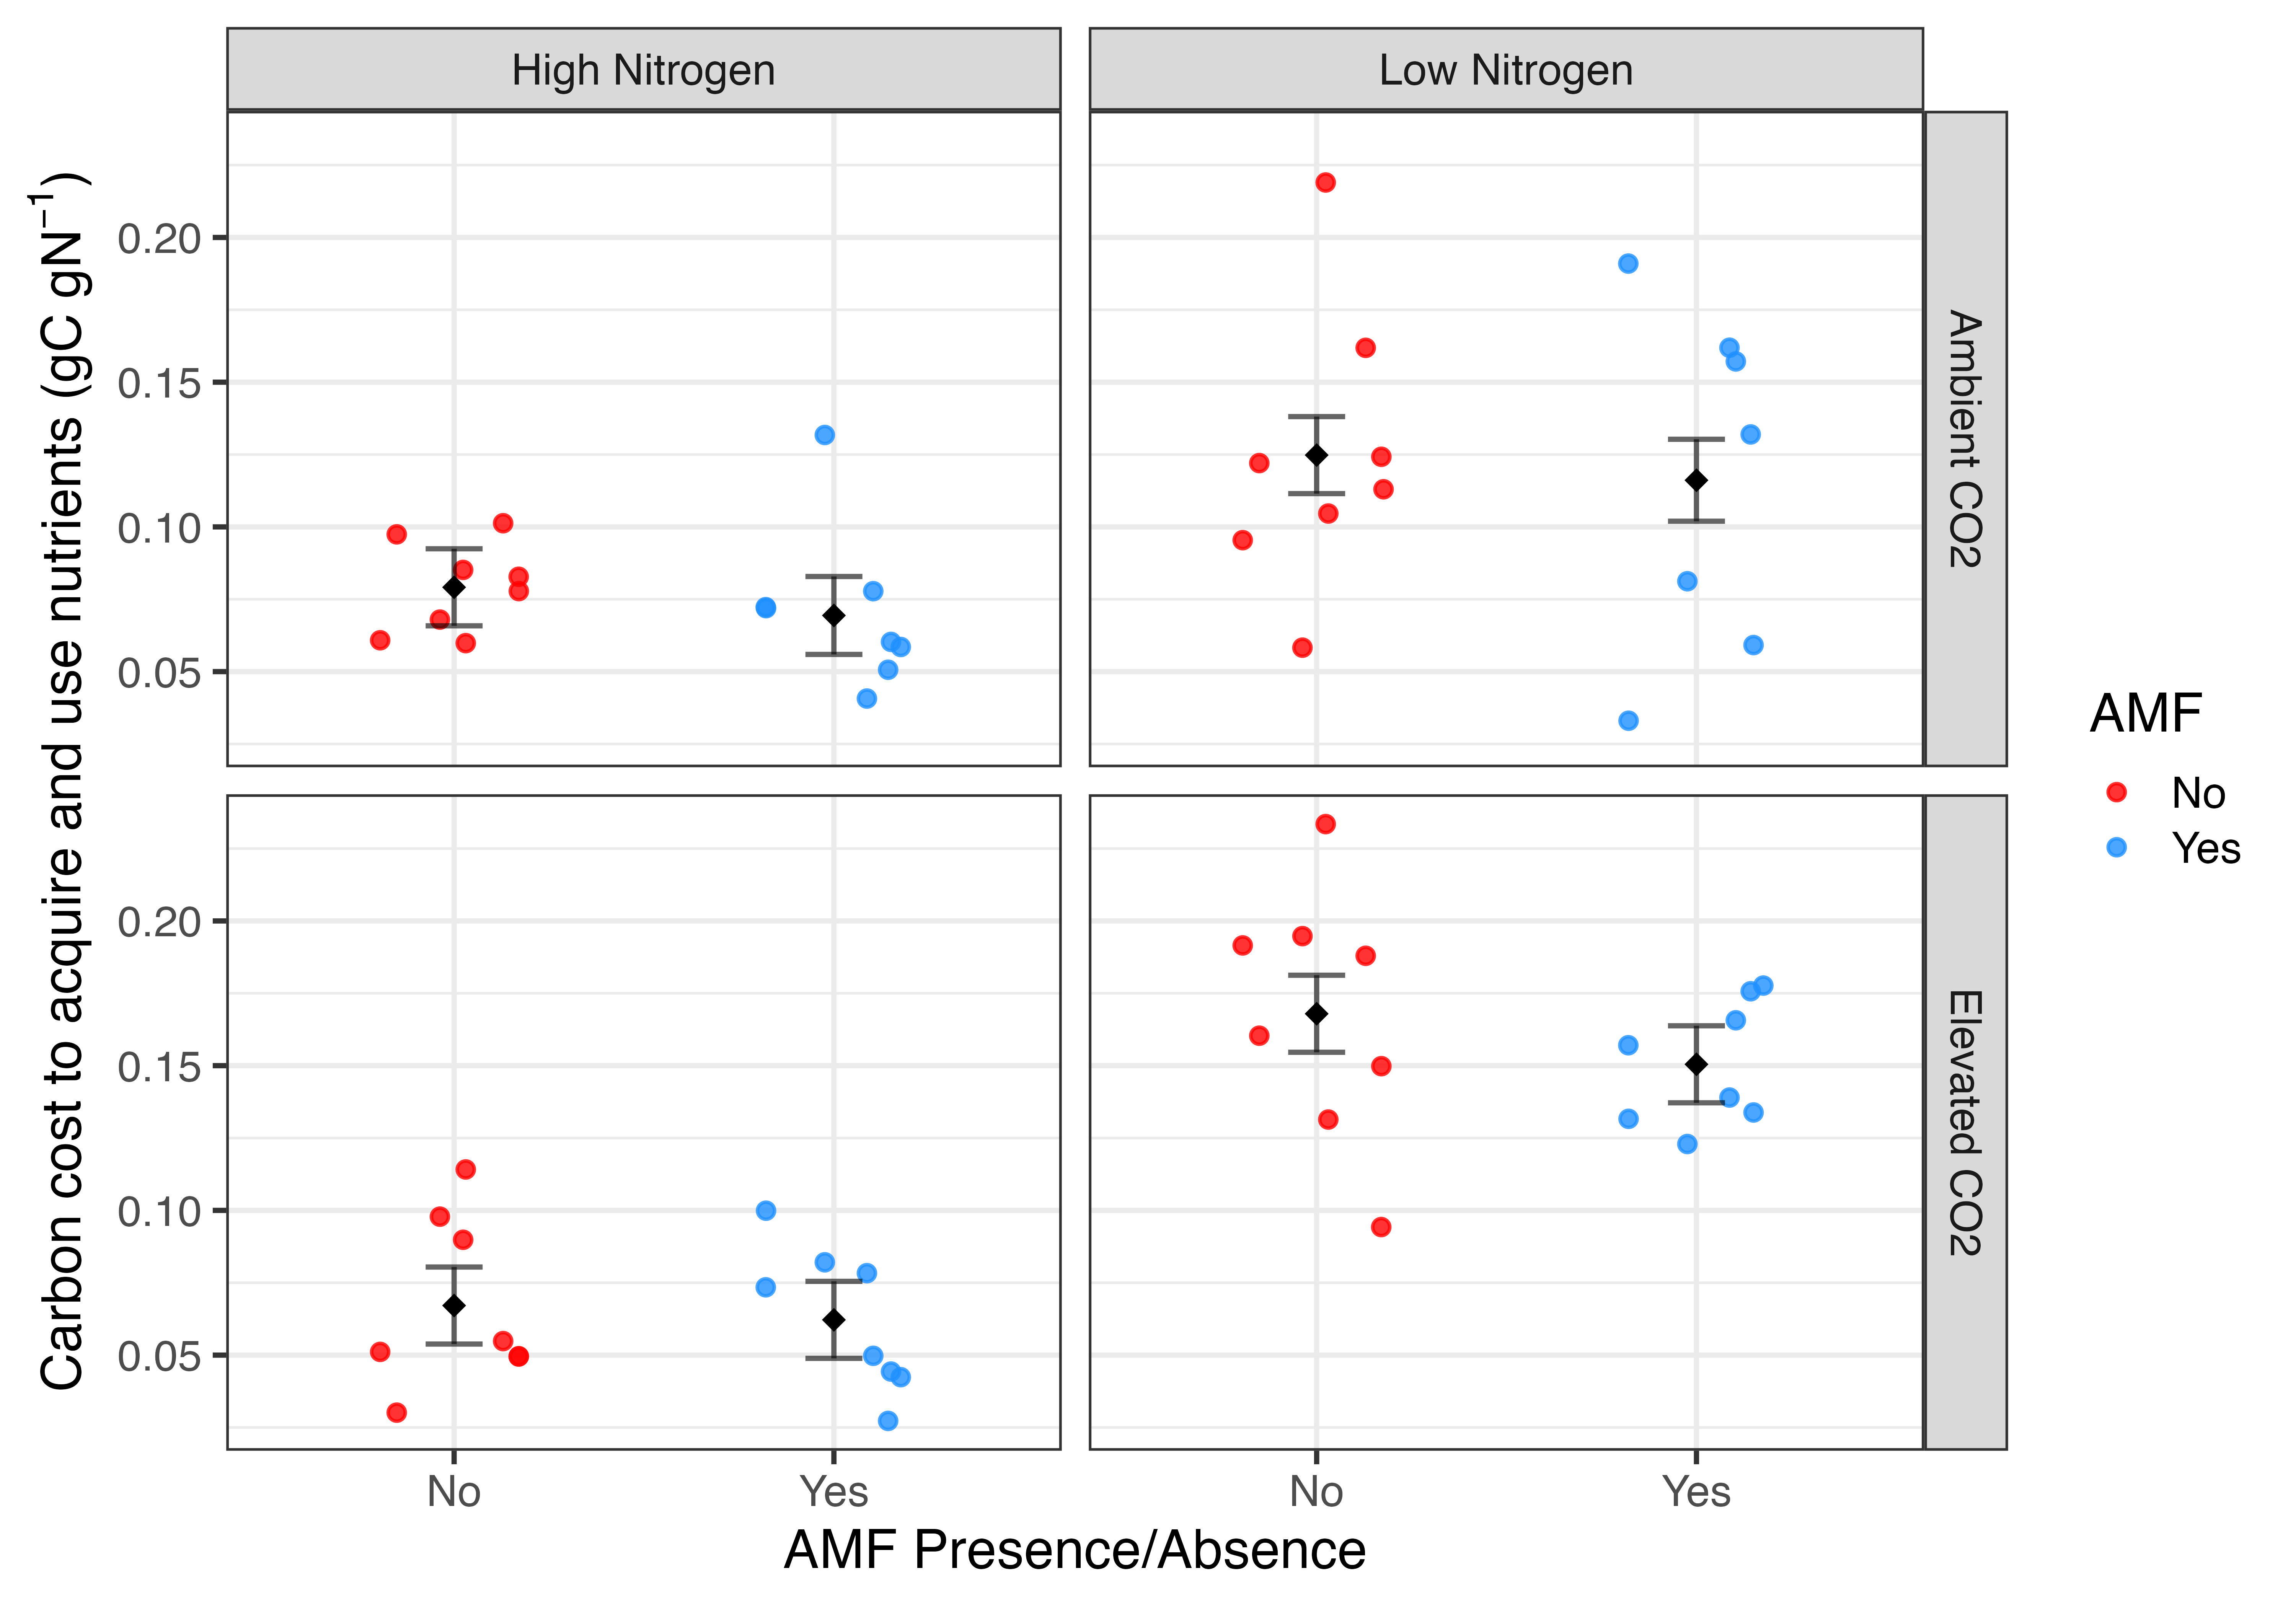 High Nitrogen
Low Nitrogen
Carbon cost to acquire and use nutrients (gC gN⁻¹)
0.20
0.15
0.10
0.05
Ambient CO2
0.20
0.15
0.10
0.05
Elevated CO2
No
Yes
No
Yes
AMF Presence/Absence
AMF
No
Yes